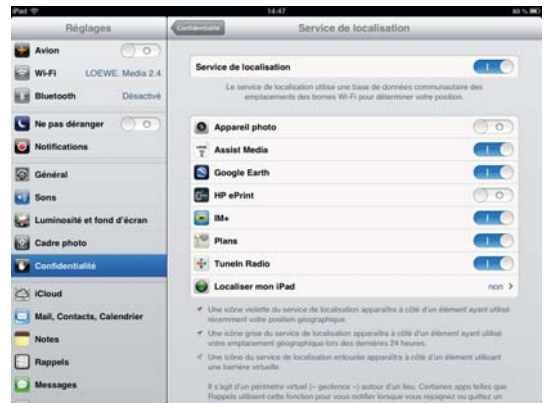 iPad
14:47
80 %
Réglages
Avion
Wi-Fi LOEWE. Media 2.4
Bluetooth Désactivé
Ne pas déranger
Notifications
Général
Sons
Luminosité et fond d'écran
Cadre photo
Confidentialité
iCloud
Mail, Contacts, Calendrier
Notes
Rappels
Messages
Confidentialité
Service de localisation
Service de localisation
Le service de localisation utilise une base de données communautaire des
emplacements des bornes Wi-Fi pour déterminer votre position.
Appareil photo
Assist Media
Google Earth
HP ePrint
IM+
Plans
TuneIn Radio
Localiser mon iPad non
Une icône violette du service de localisation apparaîtra à côté d'un élément ayant utilisé
récemment votre position géographique.
Une icône grise du service de localisation apparaîtra à côté d'un élément ayant utilisé
votre emplacement géographique lors des dernières 24 heures.
Une icône du service de localisation entourée apparaîtra à côté d'un élément utilisant
une barrière virtuelle.
Il s'agit d'un périmètre virtuel (« geofence ») autour d'un lieu. Certaines apps telles que
Rappels utilisent cette fonction pour vous notifier lorsque vous rejoignez ou quittez un